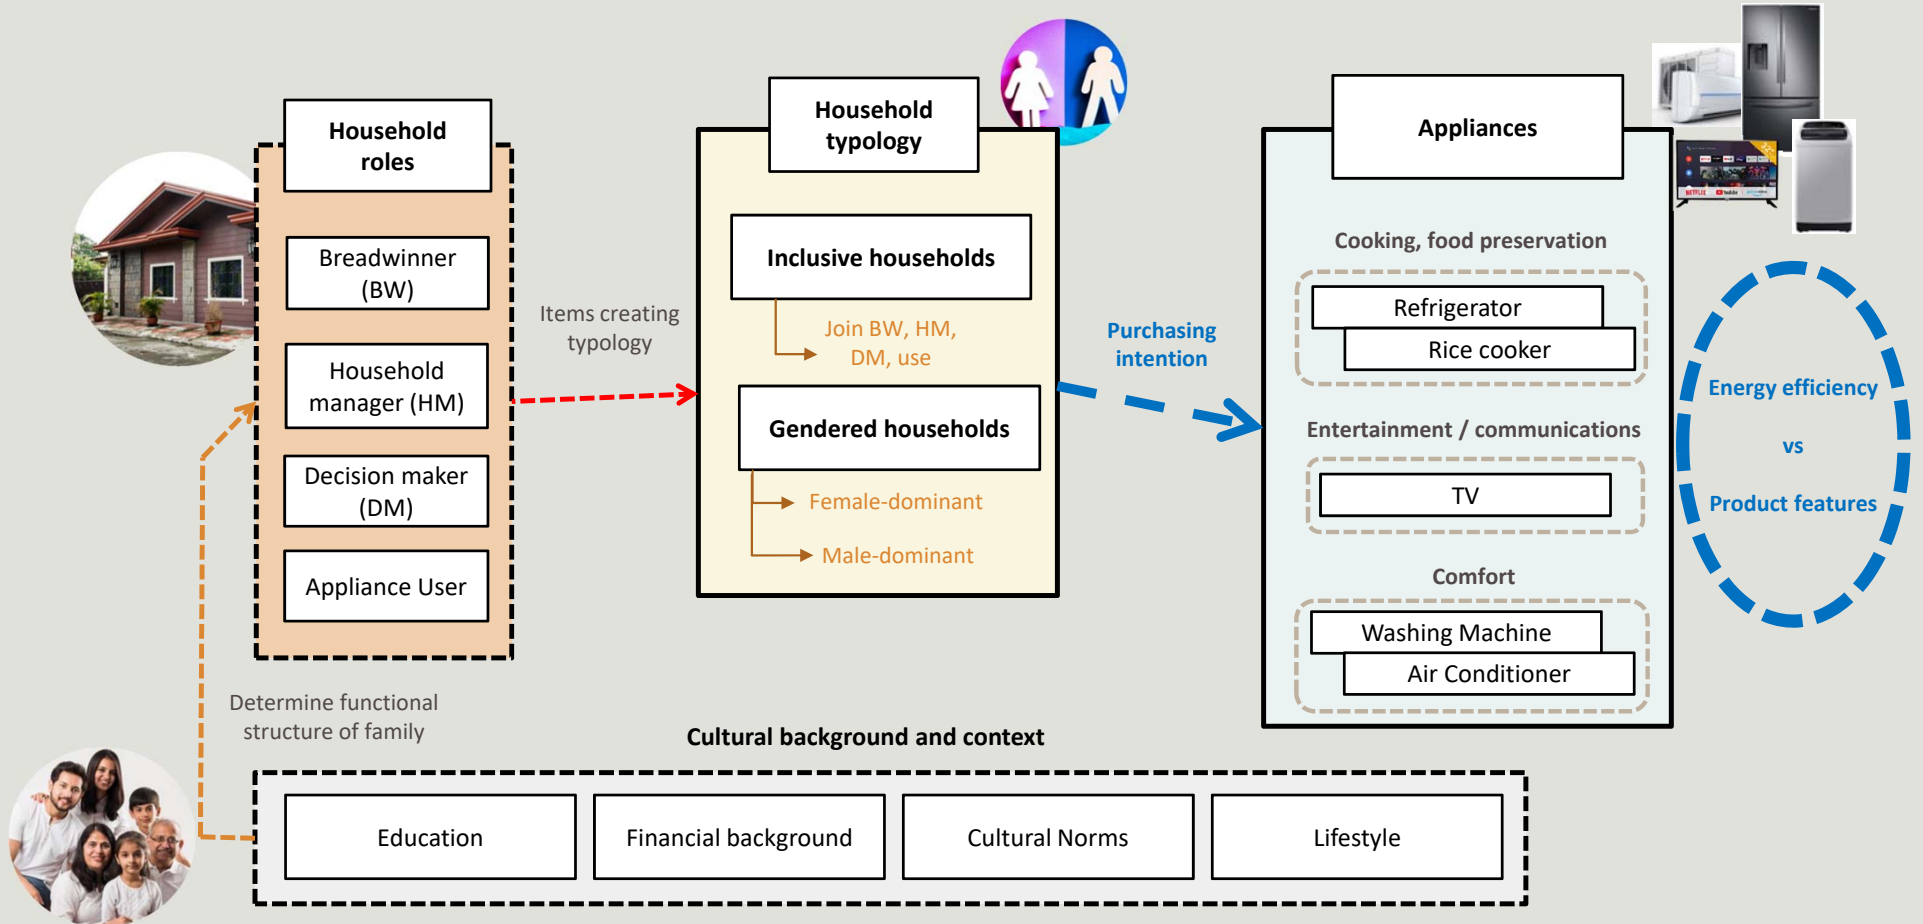 Household
roles
Breadwinner
(BW)
Household
manager (HM)
Decision maker
(DM)
Appliance User
Determine functional
structure of family
Items creating
typology
Household
typology
Inclusive households
Join BW, HM,
DM, use
Gendered households
Female-dominant
Male-dominant
Purchasing
intention
Appliances
Cooking, food preservation
Refrigerator
Rice cooker
Entertainment / communications
TV
Comfort
Washing Machine
Air Conditioner
32"
NETFLIX
YouTube
Energy efficiency
vs
Product features
Cultural background and context
Education
Financial background
Cultural Norms
Lifestyle